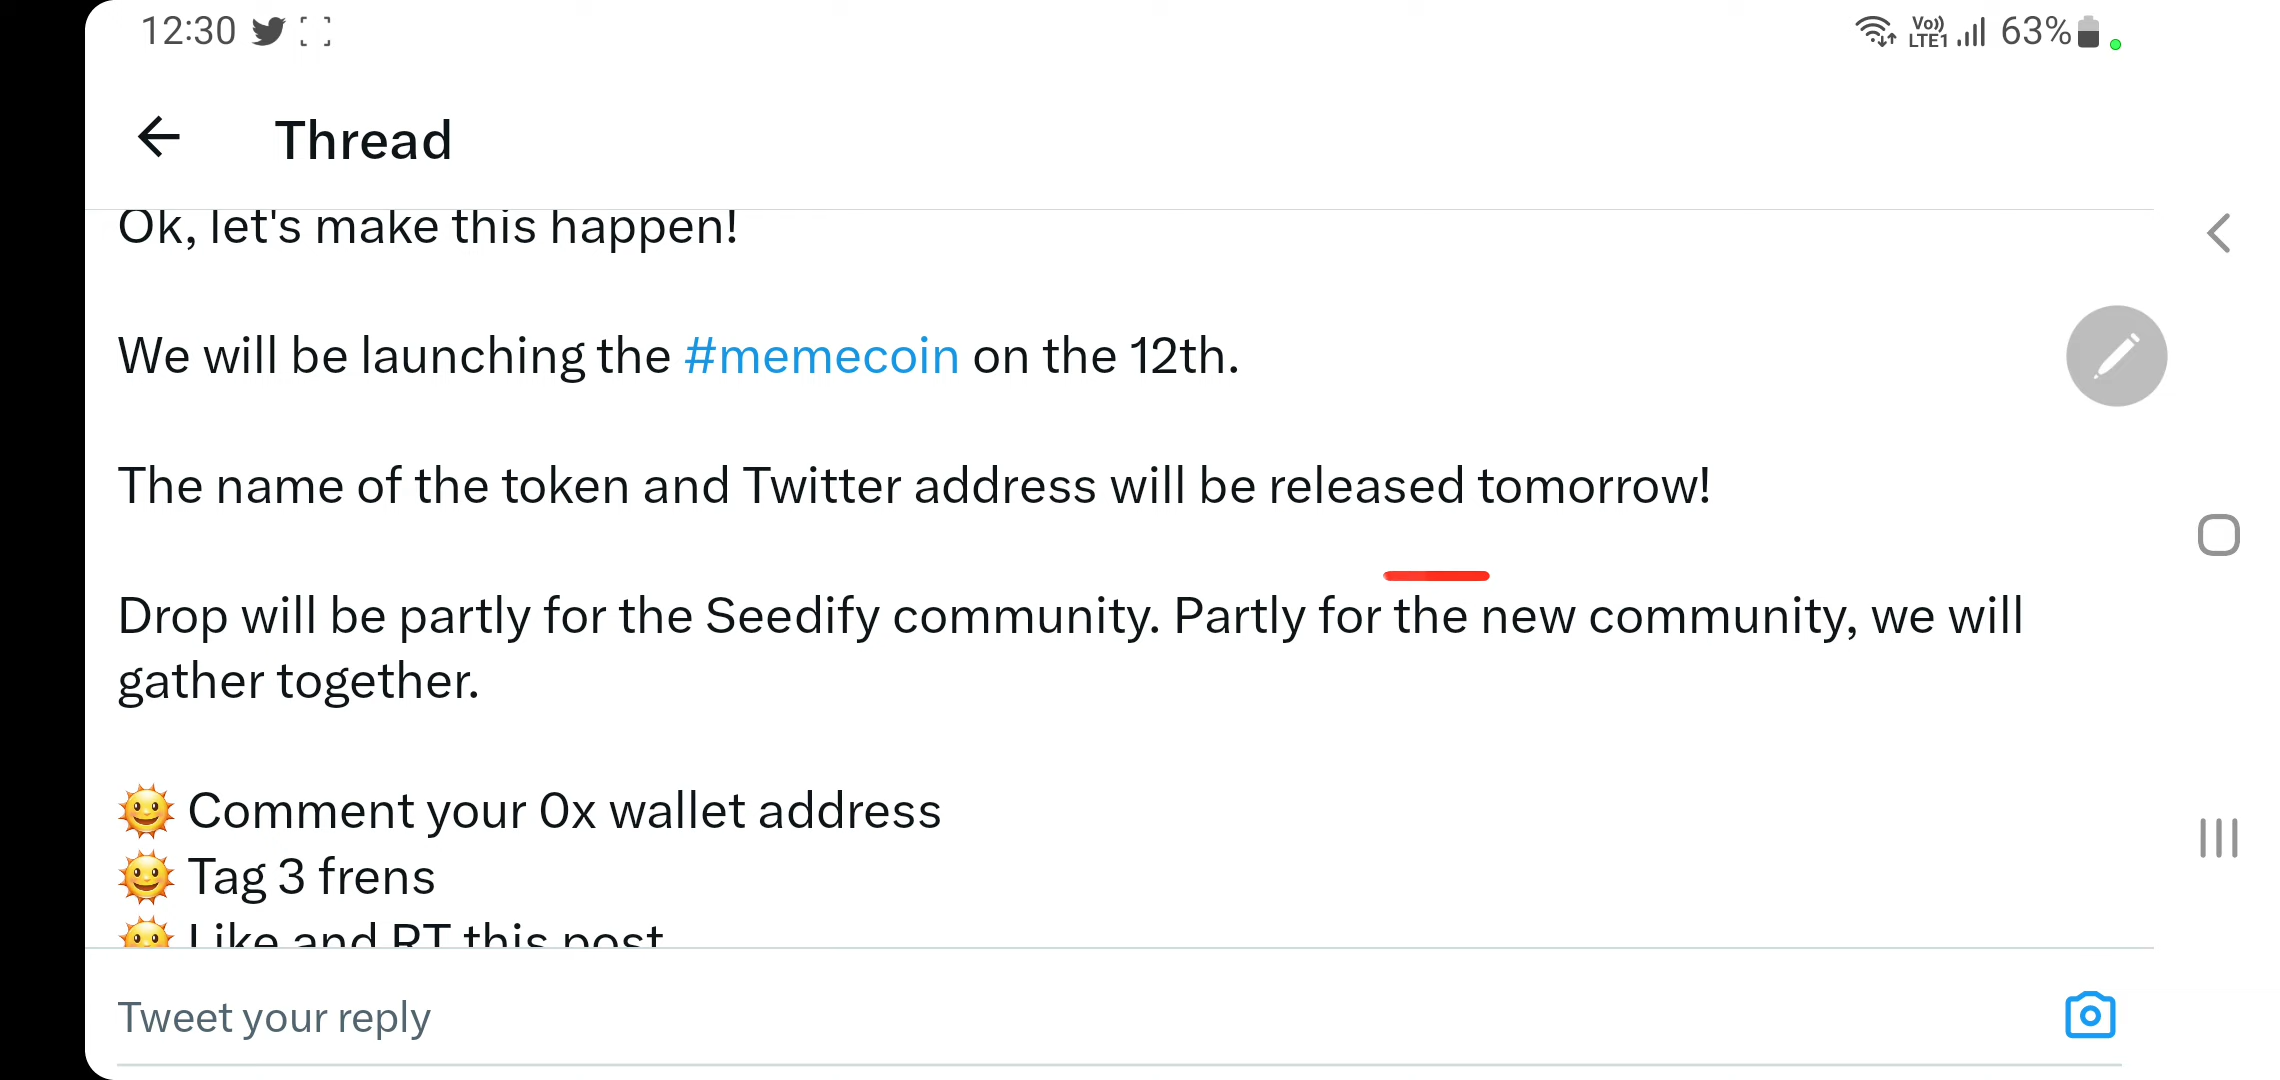 12:30
Vo)) LTE1 63%
Thread
Ok, let's make this happen!
We will be launching the #memecoin on the 12th.
The name of the token and Twitter address will be released tomorrow!
Drop will be partly for the Seedify community. Partly for the new community, we will
gather together.
🌞 Comment your 0x wallet address
🌞 Tag 3 frens
🌞 Like and RT this post
Tweet your reply